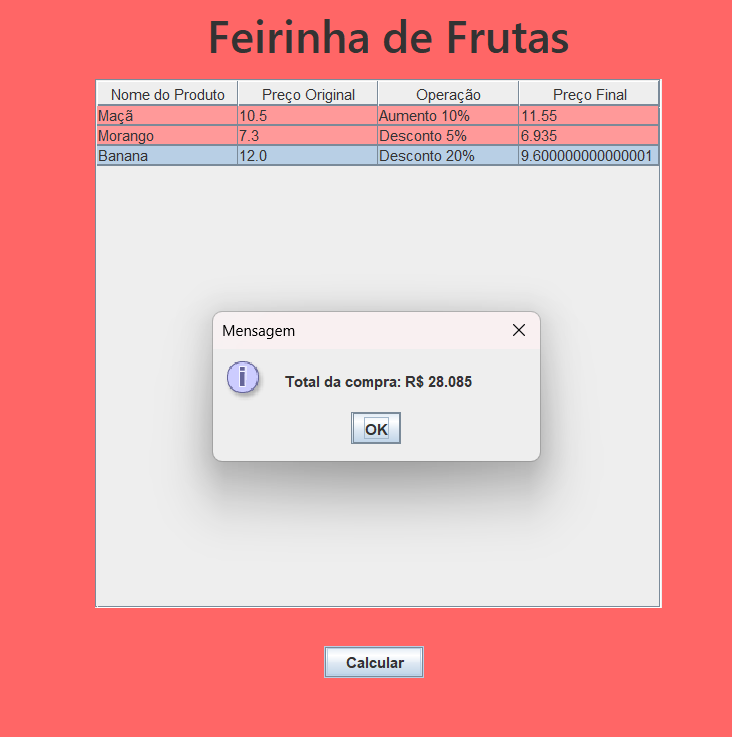 Feirinha de Frutas
Nome do Produto Preço Original Operação Preço Final
Maçã 10.5 Aumento 10% 11.55
Morango 7.3 Desconto 5% 6.935
Banana 12.0 Desconto 20% 9.600000000000001
Mensagem
i
Total da compra: R$ 28.085
OK
Calcular